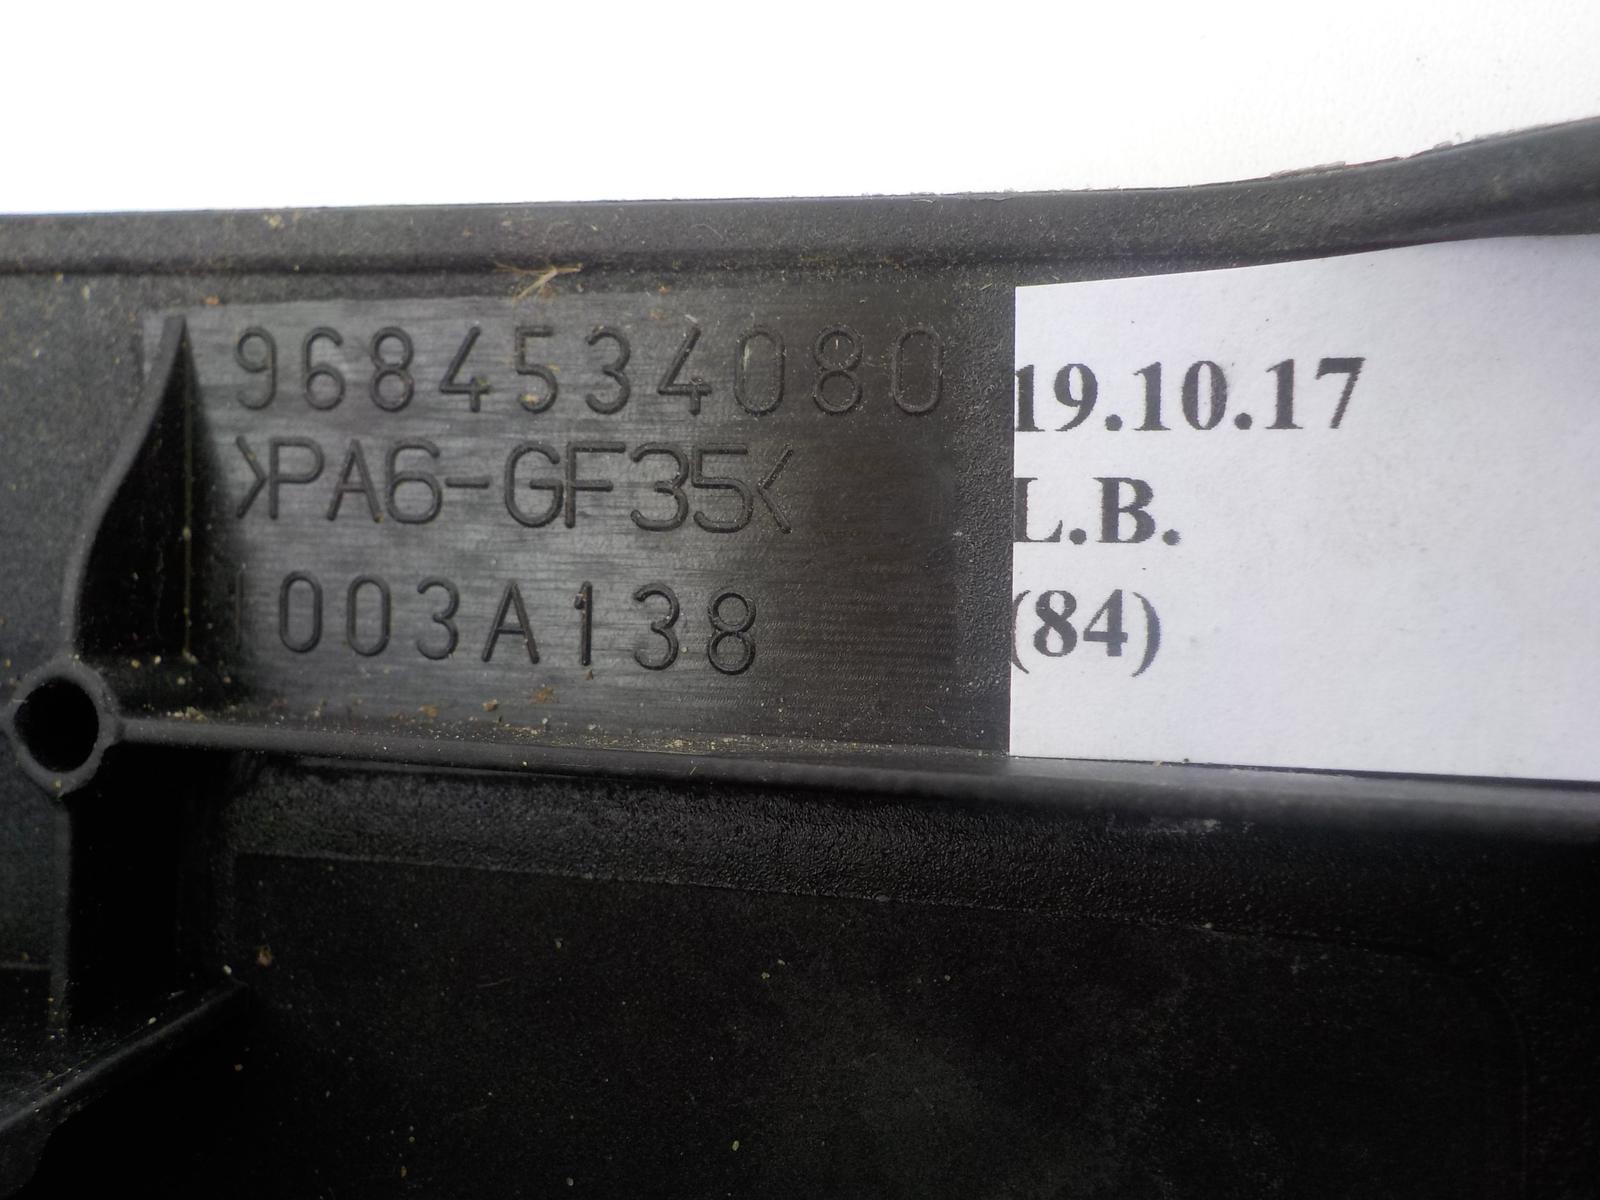 9684534080
>PA6-GF35<
1003A138
19.10.17
L.B.
(84)